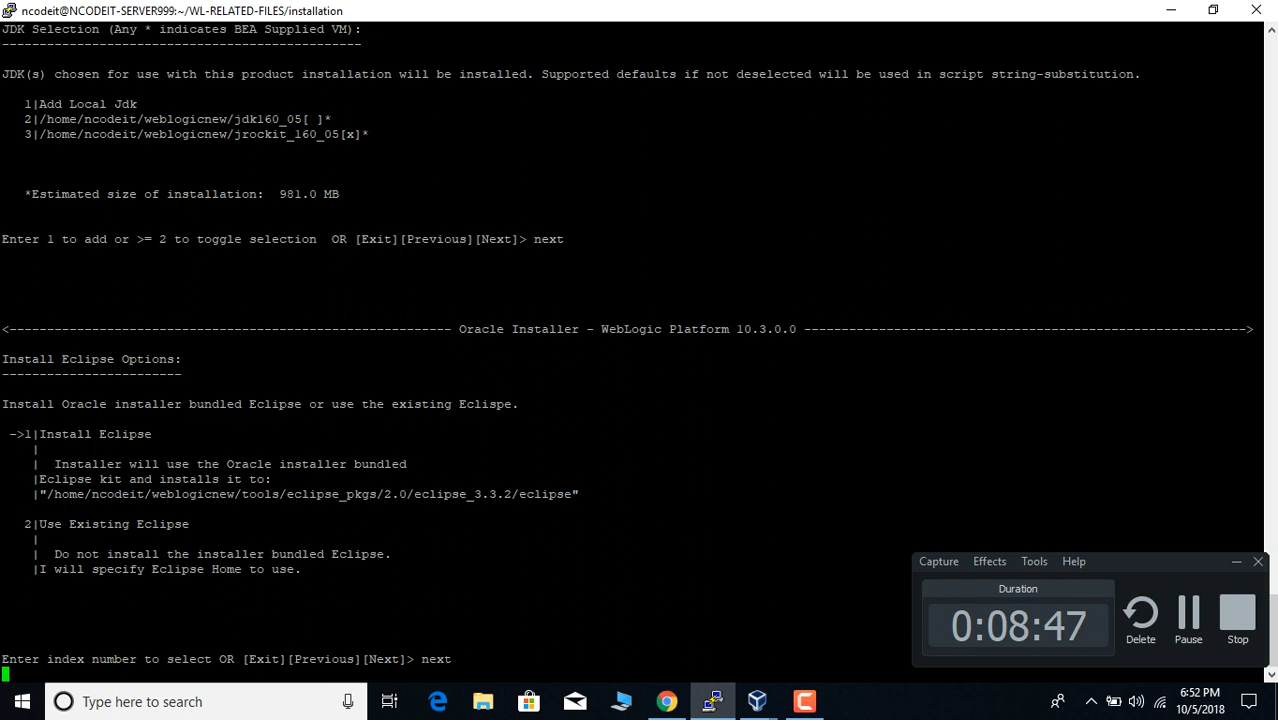 ncodeit@NCODEIT-SERVER999:~/WL-RELATED-FILES/installation
JDK Selection (Any * indicates BEA Supplied VM):
------------------------------------------------
JDK(s) chosen for use with this product installation will be installed. Supported defaults if not deselected will be used in script string-substitution.
1|Add Local Jdk
2|/home/ncodeit/weblogicnew/jdk160_05[ ]*
3|/home/ncodeit/weblogicnew/jrockit_160_05[x]*
*Estimated size of installation:  981.0 MB
Enter 1 to add or >= 2 to toggle selection  OR [Exit][Previous][Next]> next
<----------------------------------------------------------- Oracle Installer - WebLogic Platform 10.3.0.0 ----------------------------------------------------------->
Install Eclipse Options:
------------------------
Install Oracle installer bundled Eclipse or use the existing Eclispe.
->1|Install Eclipse
|
|  Installer will use the Oracle installer bundled
|Eclipse kit and installs it to:
|"/home/ncodeit/weblogicnew/tools/eclipse_pkgs/2.0/eclipse_3.3.2/eclipse"
2|Use Existing Eclipse
|
|  Do not install the installer bundled Eclipse.
|I will specify Eclipse Home to use.
Enter index number to select OR [Exit][Previous][Next]> next
Capture Effects Tools Help
Duration
0:08:47
Delete Pause Stop
Type here to search
6:52 PM
10/5/2018